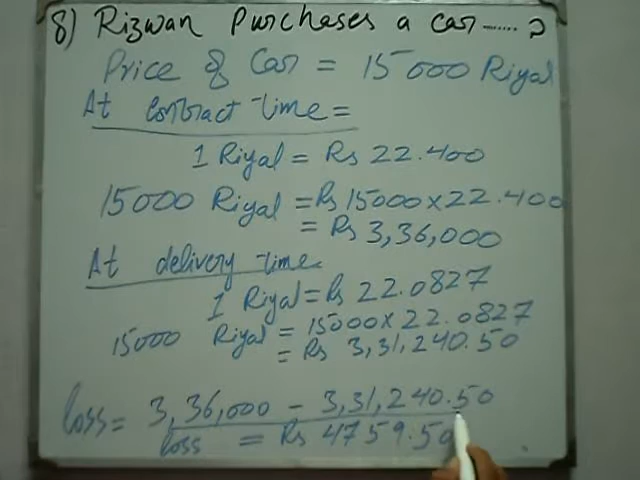 8) Rizwan Purchases a car ...... ?
Price of Car = 15000 Riyal
At contract time =
1 Riyal = Rs 22.400
15000 Riyal = Rs 15000 x 22.400
= Rs 3,36,000
At delivery time
1 Riyal = Rs 22.0827
15000 Riyal = 15000 x 22.0827
= Rs 3,31,240.50
loss = 3,36,000 - 3,31,240.50
loss = Rs 4759.50